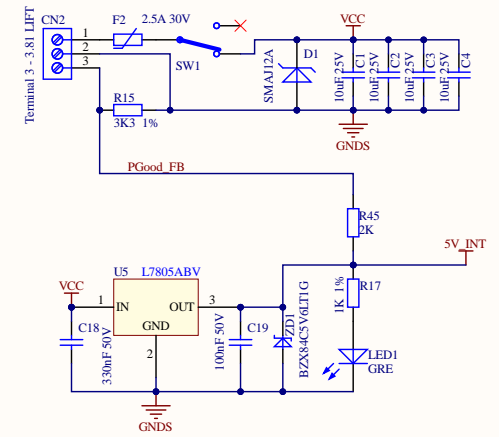 CN2
F2
2.5A 30V
Terminal 3 - 3.81 LIFT
1
2
3
SW1
VCC
D1
SMAJ12A
C1
10uF 25V
C2
10uF 25V
C3
10uF 25V
C4
R15
3K3 1%
GNDS
PGood_FB
R45
2K
5V_INT
U5
L7805ABV
VCC
1
IN
OUT
3
GND
2
C18
330nF 50V
C19
100nF 50V
ZD1
BZX84C5V6LT1G
R17
1K 1%
LED1
GRE
GNDS